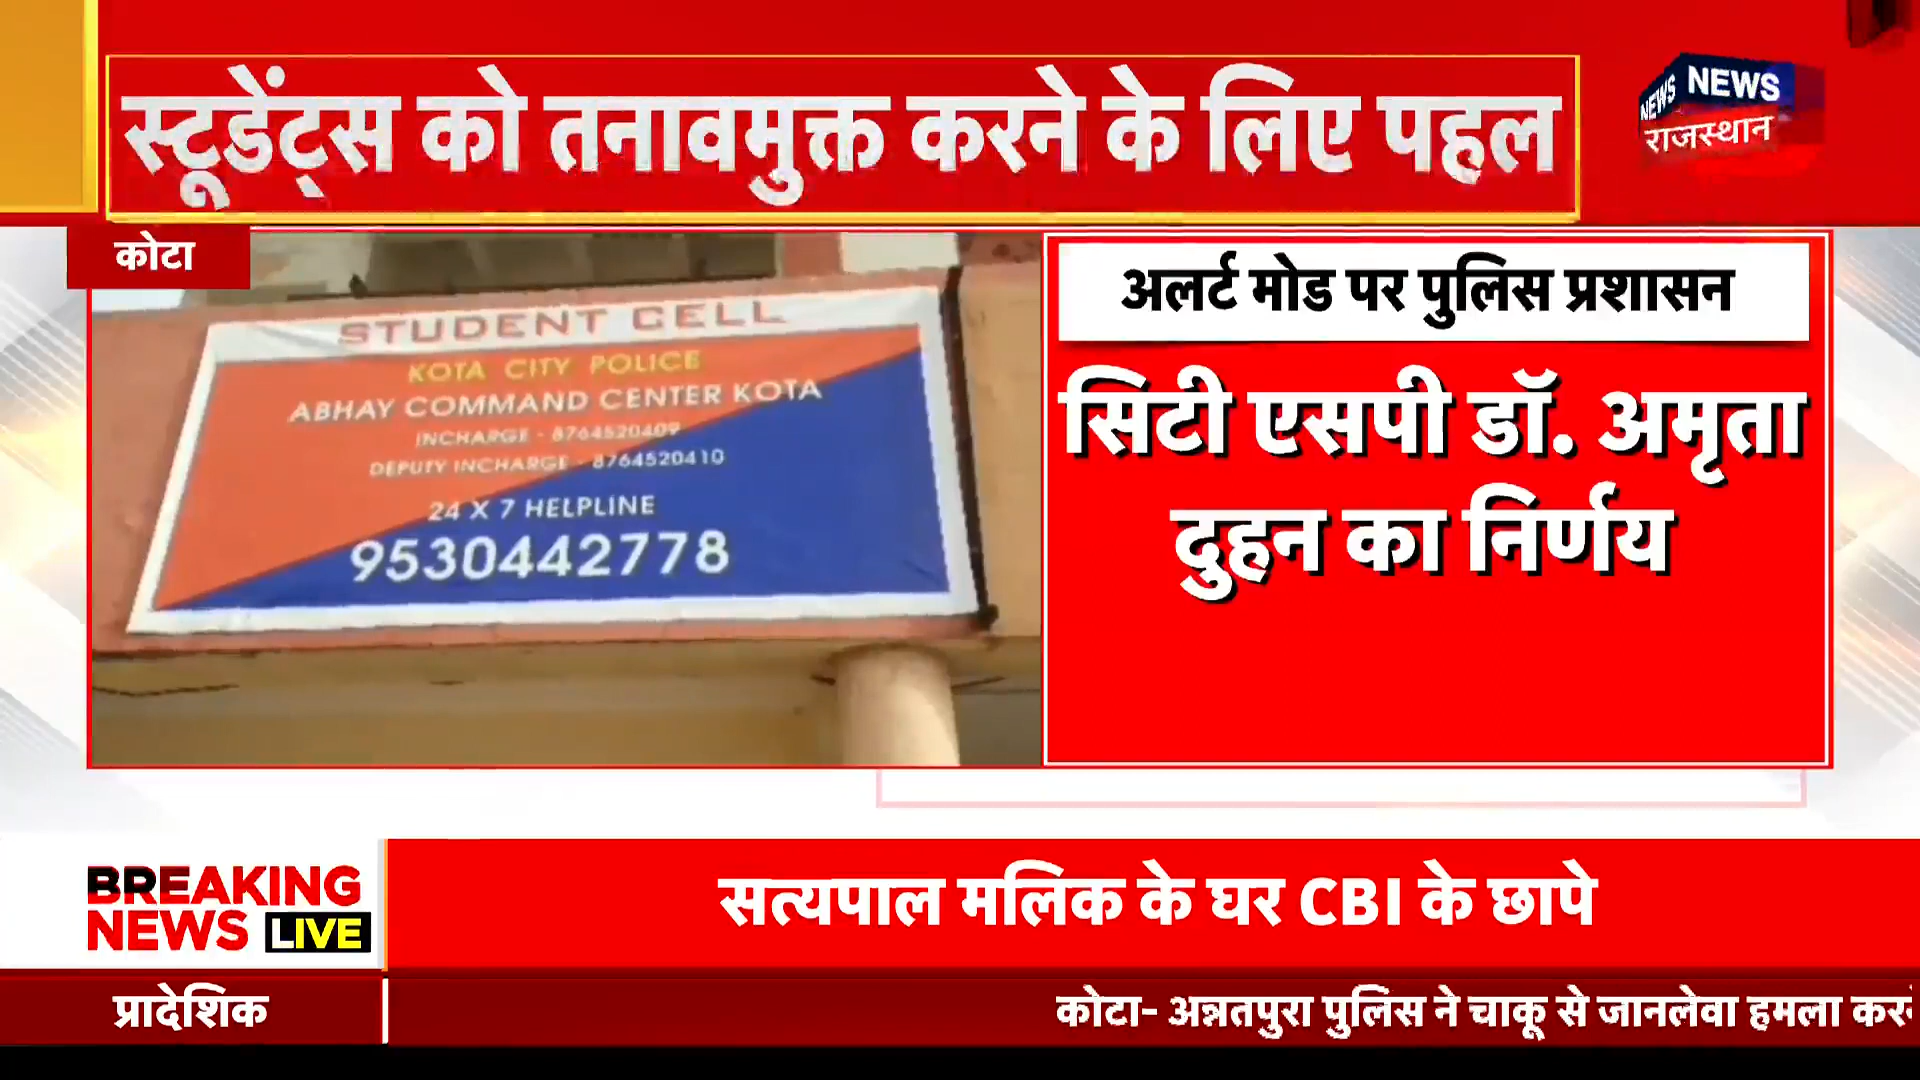 स्टूडेंट्स को तनावमुक्त करने के लिए पहल
NEWS NEWS
राजस्थान
कोटा
STUDENT CELL
KOTA CITY POLICE
ABHAY COMMAND CENTER KOTA
INCHARGE - 8764520409
DEPUTY INCHARGE - 8764520410
24 X 7 HELPLINE
9530442778
अलर्ट मोड पर पुलिस प्रशासन
सिटी एसपी डॉ. अमृता
दुहन का निर्णय
BREAKING
NEWS LIVE
सत्यपाल मलिक के घर CBI के छापे
प्रादेशिक
कोटा- अन्नतपुरा पुलिस ने चाकू से जानलेवा हमला